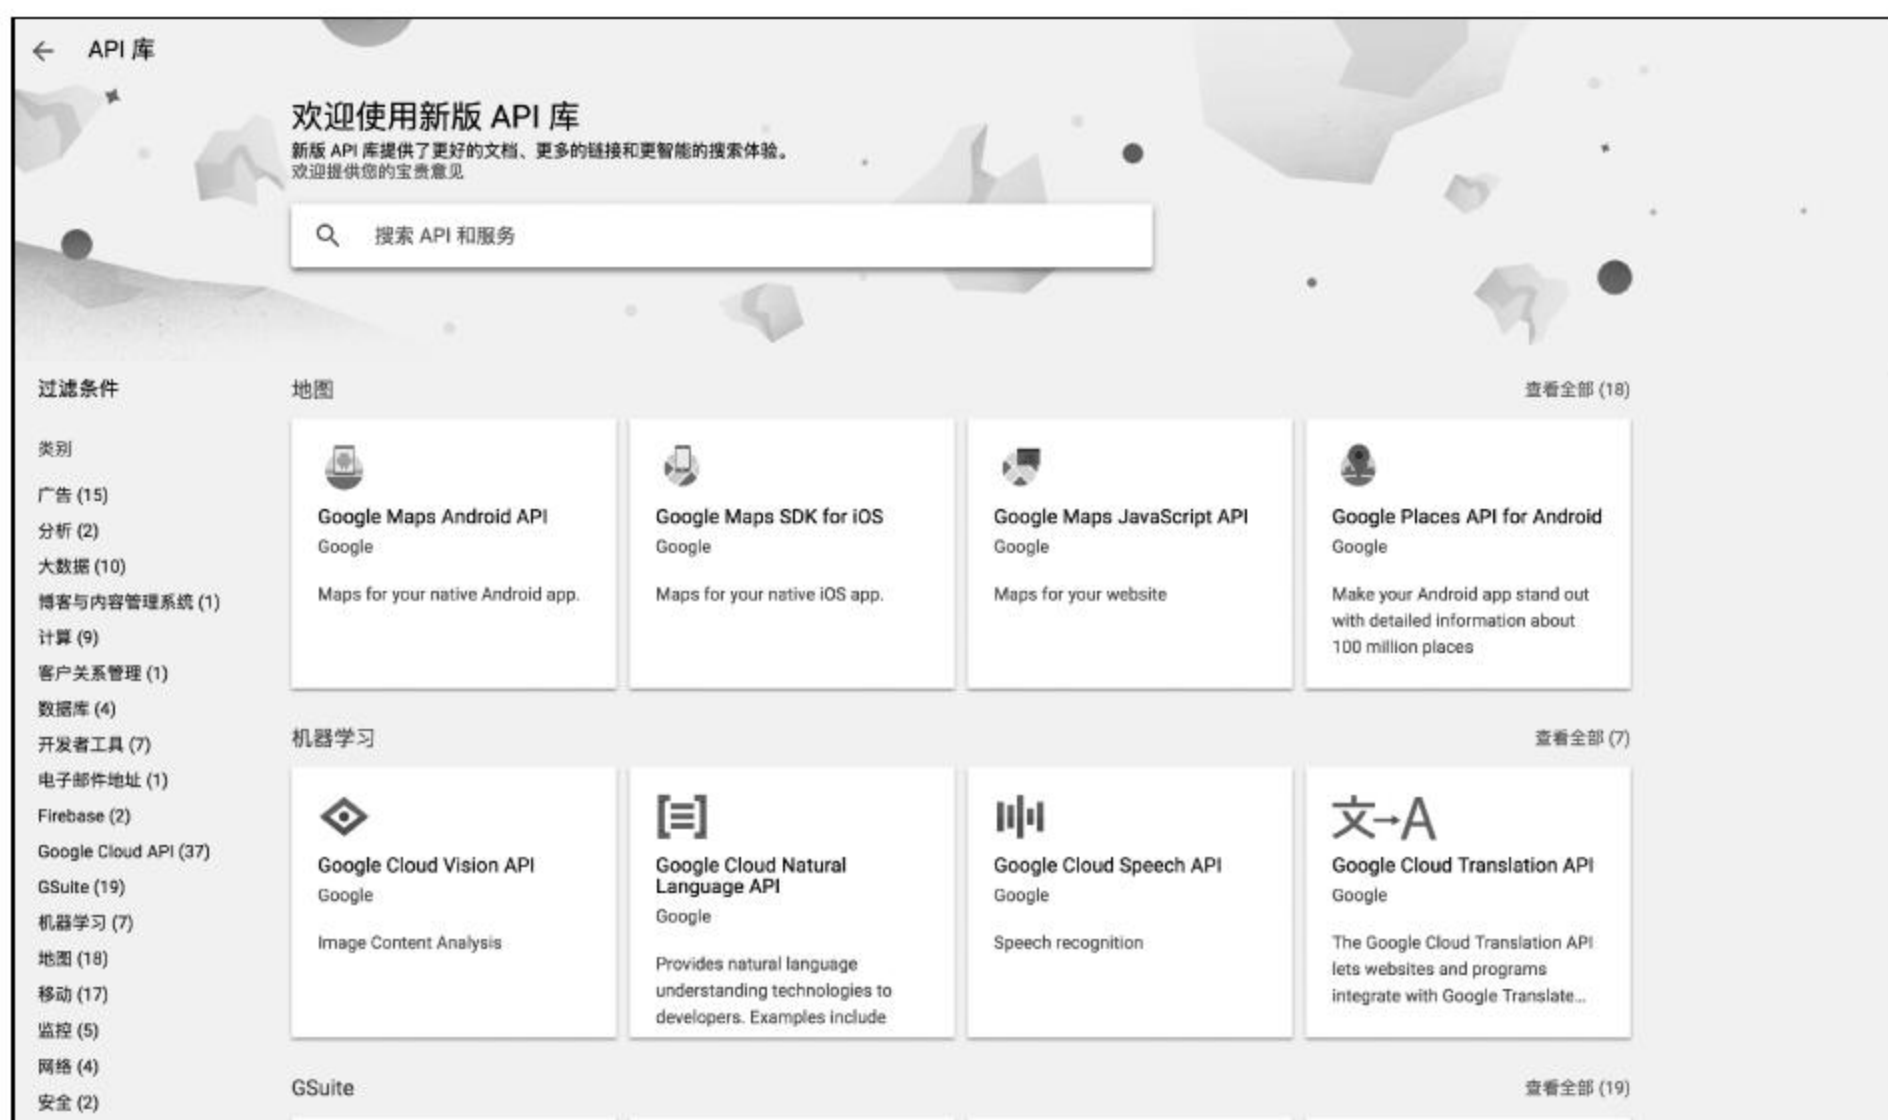 API 库
欢迎使用新版 API 库
新版 API 库提供了更好的文档、更多的链接和更智能的搜索体验。
欢迎提供您的宝贵意见
搜索 API 和服务
过滤条件
类别
广告 (15)
分析 (2)
大数据 (10)
博客与内容管理系统 (1)
计算 (9)
客户关系管理 (1)
数据库 (4)
开发者工具 (7)
电子邮件地址 (1)
Firebase (2)
Google Cloud API (37)
GSuite (19)
机器学习 (7)
地图 (18)
移动 (17)
监控 (5)
网络 (4)
安全 (2)
地图
查看全部 (18)
Google Maps Android API
Google
Maps for your native Android app.
Google Maps SDK for iOS
Google
Maps for your native iOS app.
Google Maps JavaScript API
Google
Maps for your website
Google Places API for Android
Google
Make your Android app stand out
with detailed information about
100 million places
机器学习
查看全部 (7)
Google Cloud Vision API
Google
Image Content Analysis
Google Cloud Natural
Language API
Google
Provides natural language
understanding technologies to
developers. Examples include
Google Cloud Speech API
Google
Speech recognition
文→A
Google Cloud Translation API
Google
The Google Cloud Translation API
lets websites and programs
integrate with Google Translate...
GSuite
查看全部 (19)